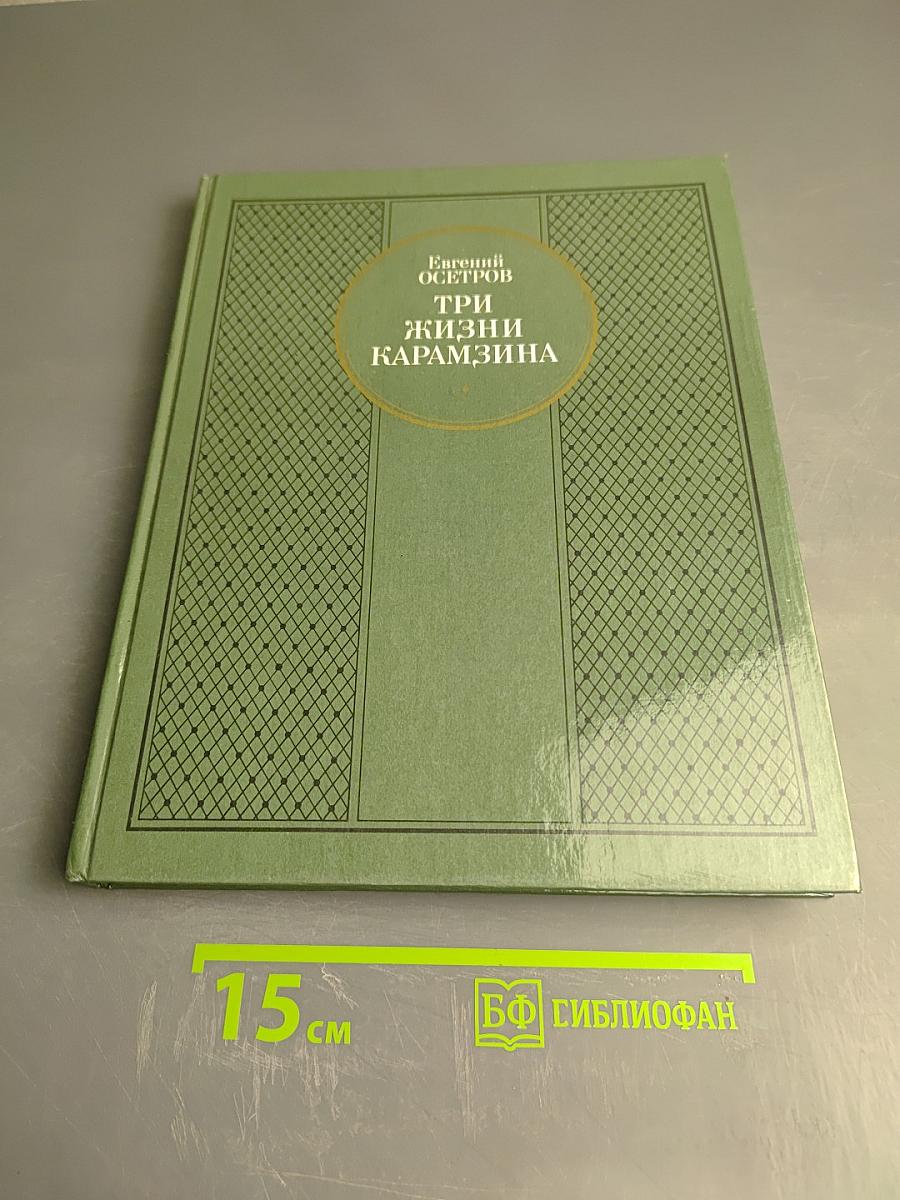 Евгений
ОСЕТРОВ
ТРИ
ЖИЗНИ
КАРАМЗИНА
15 см
БФ БИБЛИОФАН